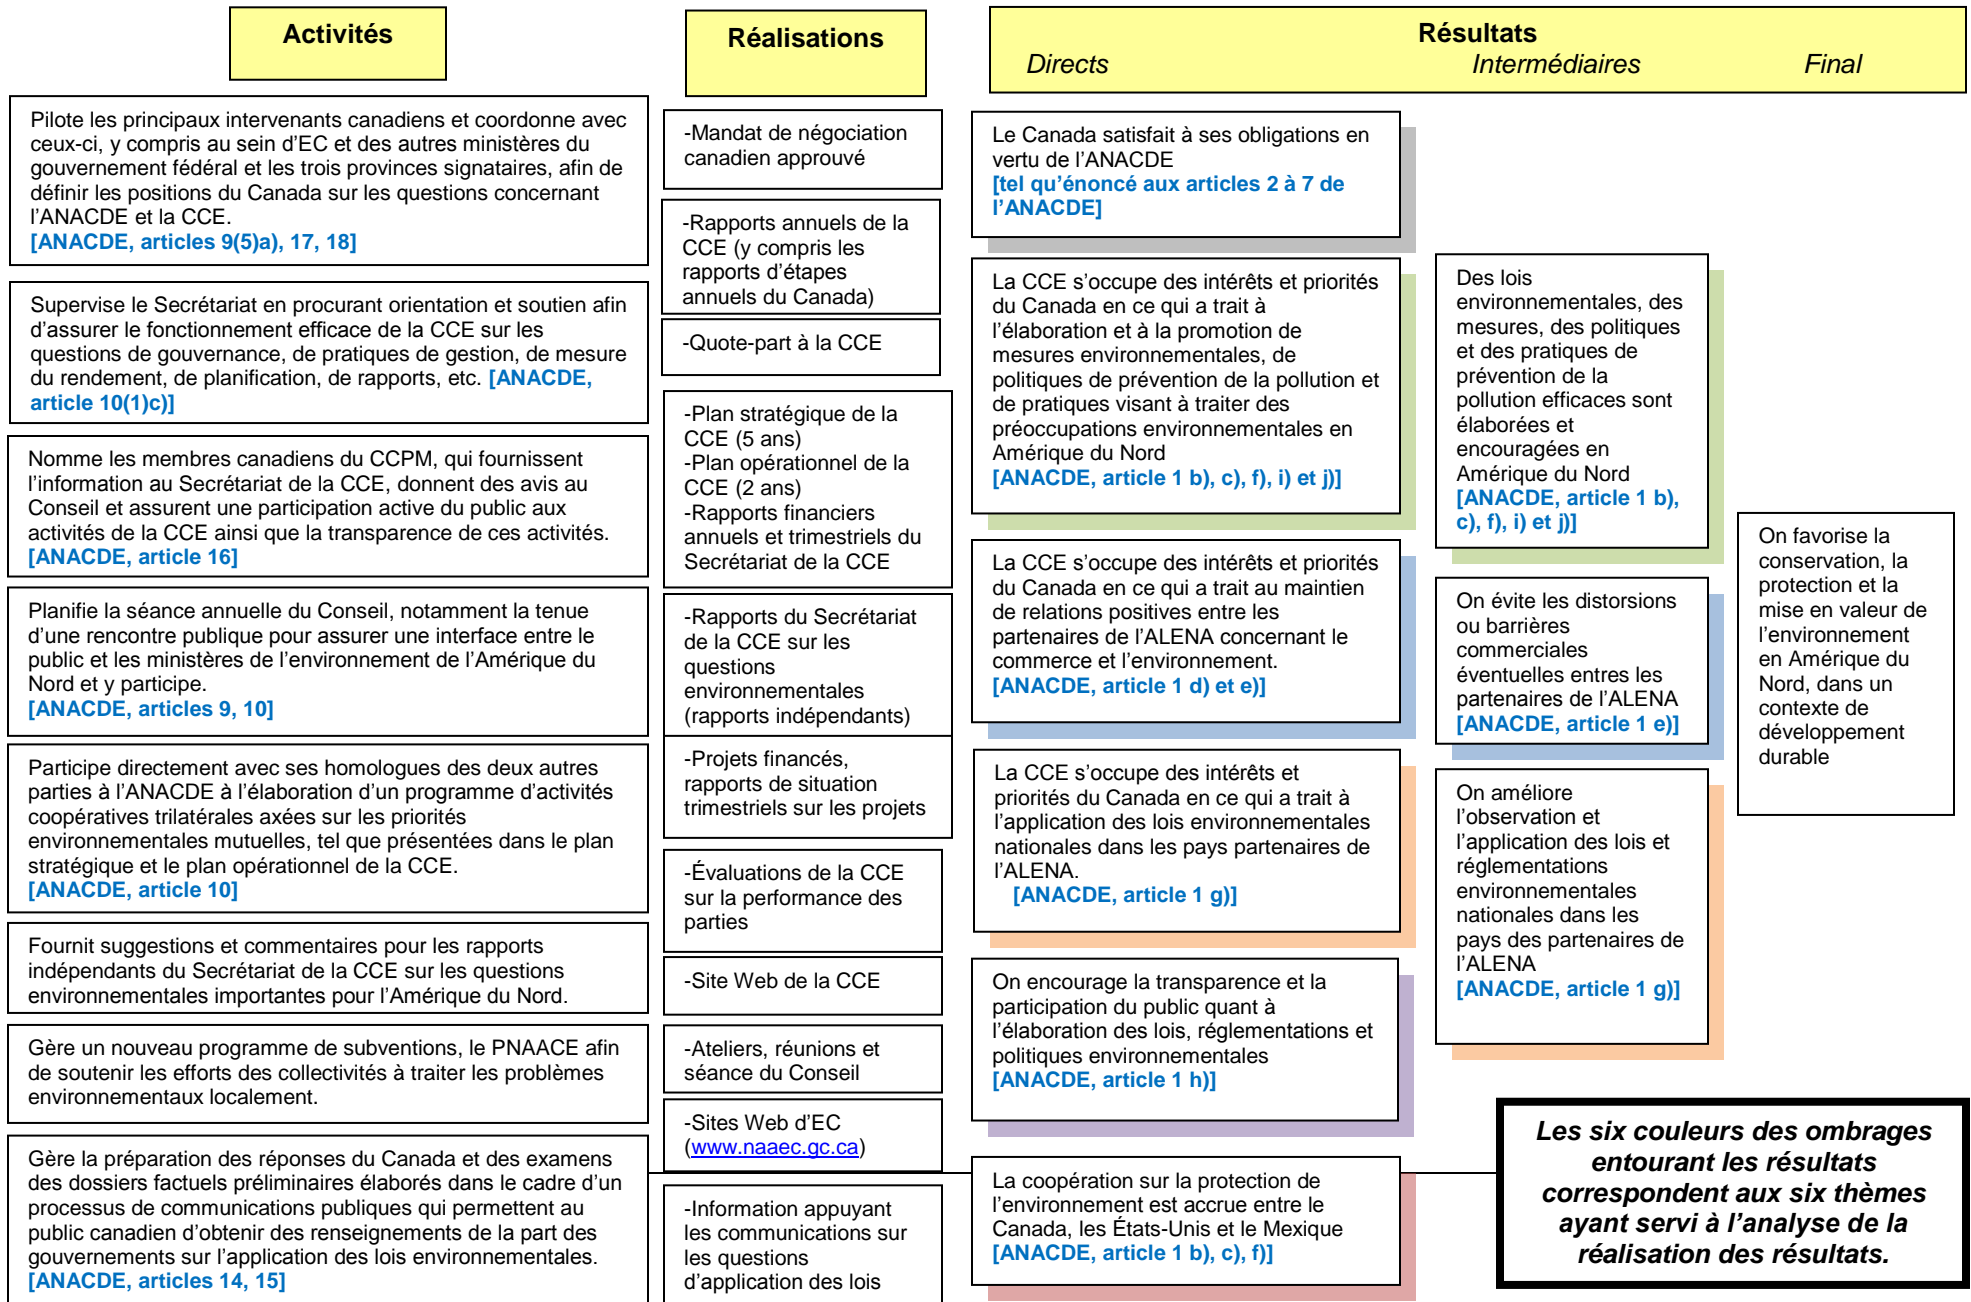 Activités
Pilote les principaux intervenants canadiens et coordonne avec
ceux-ci, y compris au sein d’EC et des autres ministères du
gouvernement fédéral et les trois provinces signataires, afin de
définir les positions du Canada sur les questions concernant
l’ANACDE et la CCE.
[ANACDE, articles 9(5)a), 17, 18]
Supervise le Secrétariat en procurant orientation et soutien afin
d’assurer le fonctionnement efficace de la CCE sur les
questions de gouvernance, de pratiques de gestion, de mesure
du rendement, de planification, de rapports, etc. [ANACDE,
article 10(1)c)]
Nomme les membres canadiens du CCPM, qui fournissent
l’information au Secrétariat de la CCE, donnent des avis au
Conseil et assurent une participation active du public aux
activités de la CCE ainsi que la transparence de ces activités.
[ANACDE, article 16]
Planifie la séance annuelle du Conseil, notamment la tenue
d’une rencontre publique pour assurer une interface entre le
public et les ministères de l’environnement de l’Amérique du
Nord et y participe.
[ANACDE, articles 9, 10]
Participe directement avec ses homologues des deux autres
parties à l’ANACDE à l’élaboration d’un programme d’activités
coopératives trilatérales axées sur les priorités
environnementales mutuelles, tel que présentées dans le plan
stratégique et le plan opérationnel de la CCE.
[ANACDE, article 10]
Fournit suggestions et commentaires pour les rapports
indépendants du Secrétariat de la CCE sur les questions
environnementales importantes pour l’Amérique du Nord.
Gère un nouveau programme de subventions, le PNAACE afin
de soutenir les efforts des collectivités à traiter les problèmes
environnementaux localement.
Gère la préparation des réponses du Canada et des examens
des dossiers factuels préliminaires élaborés dans le cadre d’un
processus de communications publiques qui permettent au
public canadien d’obtenir des renseignements de la part des
gouvernements sur l’application des lois environnementales.
[ANACDE, articles 14, 15]
Réalisations
-Mandat de négociation
canadien approuvé
-Rapports annuels de la
CCE (y compris les
rapports d’étapes
annuels du Canada)
-Quote-part à la CCE
-Plan stratégique de la
CCE (5 ans)
-Plan opérationnel de la
CCE (2 ans)
-Rapports financiers
annuels et trimestriels du
Secrétariat de la CCE
-Rapports du Secrétariat
de la CCE sur les
questions
environnementales
(rapports indépendants)
-Projets financés,
rapports de situation
trimestriels sur les projets
-Évaluations de la CCE
sur la performance des
parties
-Site Web de la CCE
-Ateliers, réunions et
séance du Conseil
-Sites Web d’EC
(www.naaec.gc.ca)
-Information appuyant
les communications sur
les questions
d’application des lois
Résultats
Directs Intermédiaires Final
Le Canada satisfait à ses obligations en
vertu de l’ANACDE
[tel qu’énoncé aux articles 2 à 7 de
l’ANACDE]
La CCE s’occupe des intérêts et priorités
du Canada en ce qui a trait à
l’élaboration et à la promotion de
mesures environnementales, de
politiques de prévention de la pollution et
de pratiques visant à traiter des
préoccupations environnementales en
Amérique du Nord
[ANACDE, article 1 b), c), f), i) et j)]
La CCE s’occupe des intérêts et priorités
du Canada en ce qui a trait au maintien
de relations positives entre les
partenaires de l’ALENA concernant le
commerce et l’environnement.
[ANACDE, article 1 d) et e)]
La CCE s’occupe des intérêts et
priorités du Canada en ce qui a trait à
l’application des lois environnementales
nationales dans les pays partenaires de
l’ALENA.
[ANACDE, article 1 g)]
On encourage la transparence et la
participation du public quant à
l’élaboration des lois, réglementations et
politiques environnementales
[ANACDE, article 1 h)]
La coopération sur la protection de
l’environnement est accrue entre le
Canada, les États-Unis et le Mexique
[ANACDE, article 1 b), c), f)]
Des lois
environnementales, des
mesures, des politiques
et des pratiques de
prévention de la
pollution efficaces sont
élaborées et
encouragées en
Amérique du Nord
[ANACDE, article 1 b),
c), f), i) et j)]
On évite les distorsions
ou barrières
commerciales
éventuelles entres les
partenaires de l’ALENA
[ANACDE, article 1 e)]
On améliore
l’observation et
l’application des lois et
réglementations
environnementales
nationales dans les
pays des partenaires de
l’ALENA
[ANACDE, article 1 g)]
On favorise la
conservation, la
protection et la
mise en valeur de
l’environnement
en Amérique du
Nord, dans un
contexte de
développement
durable
Les six couleurs des ombrages
entourant les résultats
correspondent aux six thèmes
ayant servi à l’analyse de la
réalisation des résultats.